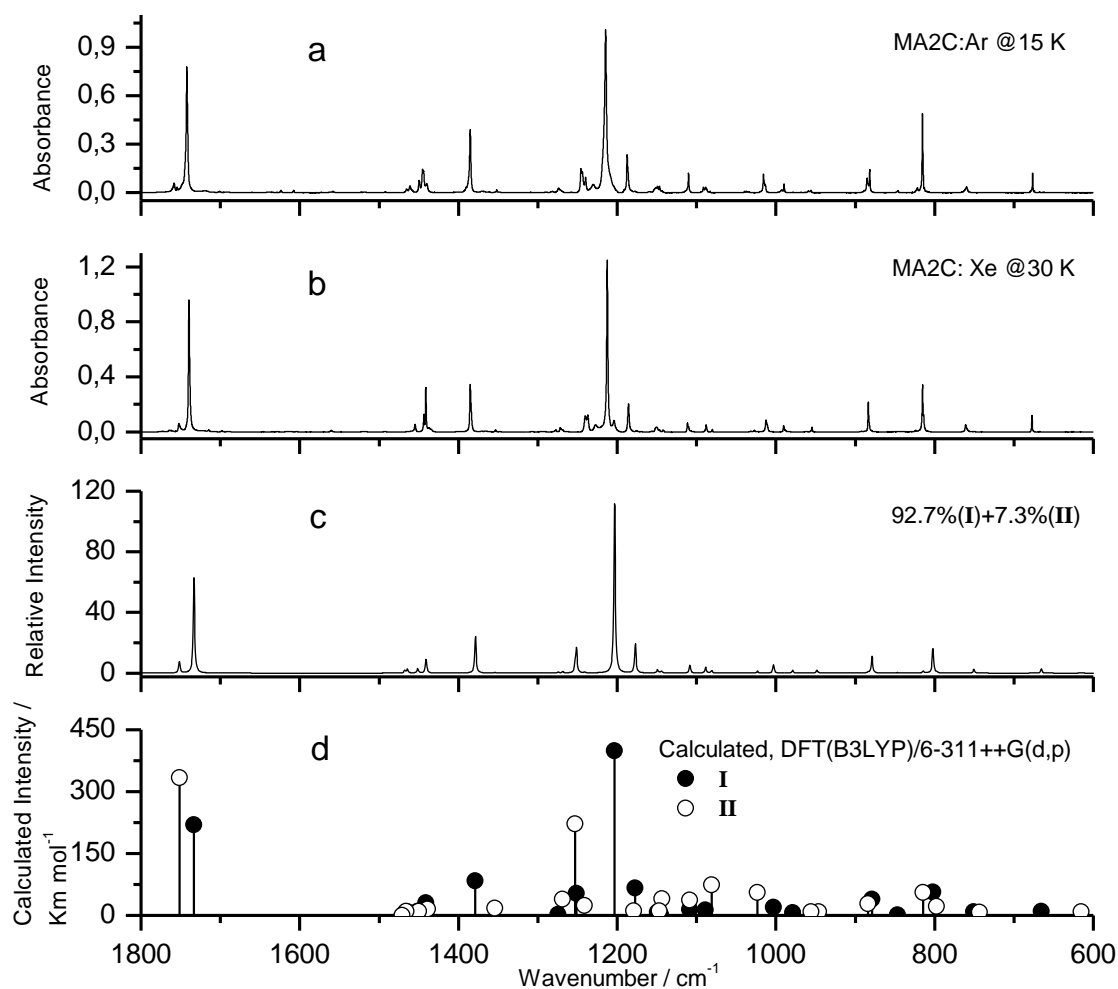 a
MA2C:Ar @15 K
0,9
0,6
0,3
0,0
Absorbance
b
MA2C: Xe @30 K
1,2
0,8
0,4
0,0
Absorbance
c
92.7%(I)+7.3%(II)
120
80
40
0
Relative Intensity
d
Calculated, DFT(B3LYP)/6-311++G(d,p)
I
II
450
300
150
0
Calculated Intensity /
Km mol-1
1800 1600 1400 1200 1000 800 600
Wavenumber / cm-1